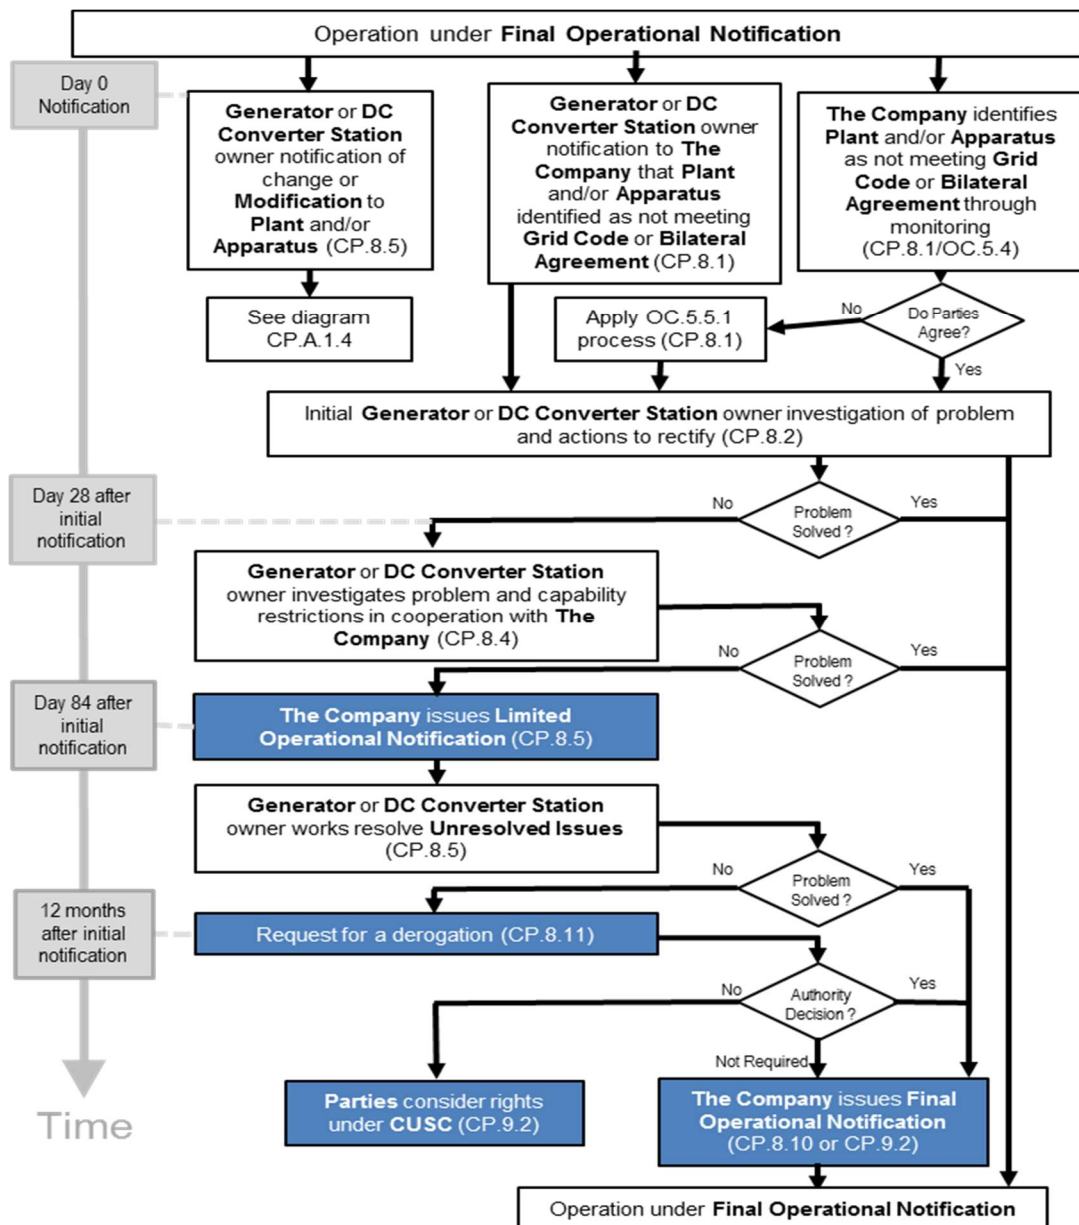 Operation under Final Operational Notification
Day 0
Notification
Generator or DC
Converter Station
owner notification of
change or
Modification to
Plant and/or
Apparatus (CP.8.5)
Generator or DC
Converter Station owner
notification to The
Company that Plant
and/or Apparatus
identified as not meeting
Grid Code or Bilateral
Agreement (CP.8.1)
The Company identifies
Plant and/or Apparatus
as not meeting Grid
Code or Bilateral
Agreement through
monitoring
(CP.8.1/OC.5.4)
See diagram
CP.A.1.4
Apply OC.5.5.1
process (CP.8.1)
No
Do Parties
Agree?
Yes
Initial Generator or DC Converter Station owner investigation of problem
and actions to rectify (CP.8.2)
Day 28 after
initial
notification
No
Problem
Solved ?
Yes
Generator or DC Converter Station
owner investigates problem and capability
restrictions in cooperation with The
Company (CP.8.4)
No
Problem
Solved ?
Yes
Day 84 after
initial
notification
The Company issues Limited
Operational Notification (CP.8.5)
Generator or DC Converter Station
owner works resolve Unresolved Issues
(CP.8.5)
No
Problem
Solved ?
Yes
12 months
after initial
notification
Request for a derogation (CP.8.11)
No
Authority
Decision ?
Yes
Not Required
Parties consider rights
under CUSC (CP.9.2)
The Company issues Final
Operational Notification
(CP.8.10 or CP.9.2)
Time
Operation under Final Operational Notification